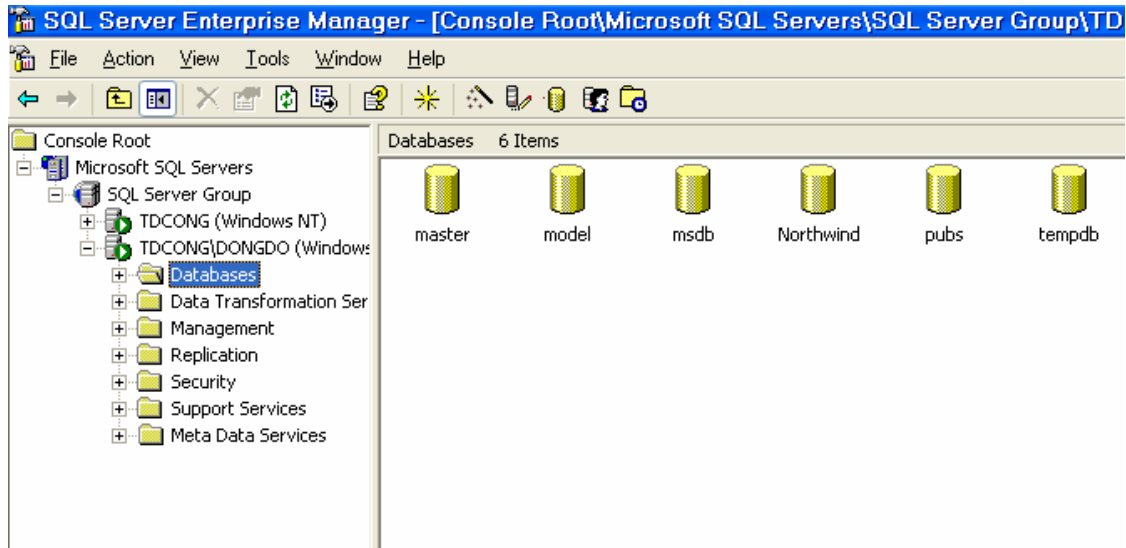 SQL Server Enterprise Manager - [Console Root\Microsoft SQL Servers\SQL Server Group\TD
File Action View Tools Window Help
Console Root
Microsoft SQL Servers
SQL Server Group
TDCONG (Windows NT)
TDCONG\DONGDO (Windows
Databases
Data Transformation Ser
Management
Replication
Security
Support Services
Meta Data Services
Databases 6 Items
master model msdb Northwind pubs tempdb